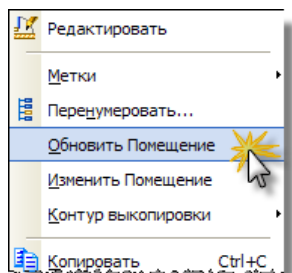 Редактировать
Метки
Перенумеровать...
Обновить Помещение
Изменить Помещение
Контур выкопировки
Копировать Ctrl+C